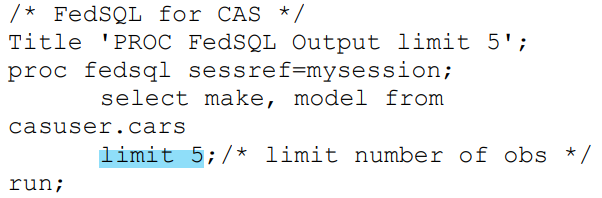 /* FedSQL for CAS */
Title 'PROC FedSQL Output limit 5';
proc fedsql sessref=mysession;
select make, model from
casuser.cars
limit 5;/* limit number of obs */
run;